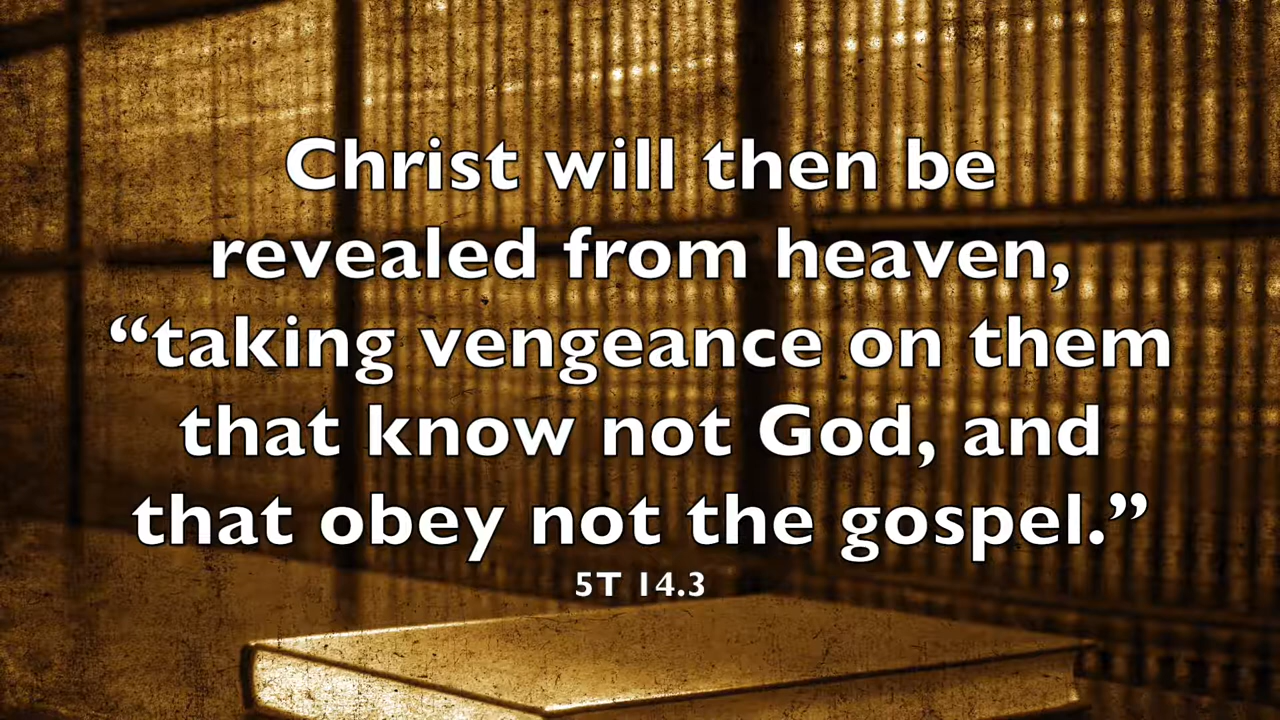 Christ will then be
revealed from heaven,
“taking vengeance on them
that know not God, and
that obey not the gospel.”
5T 14.3